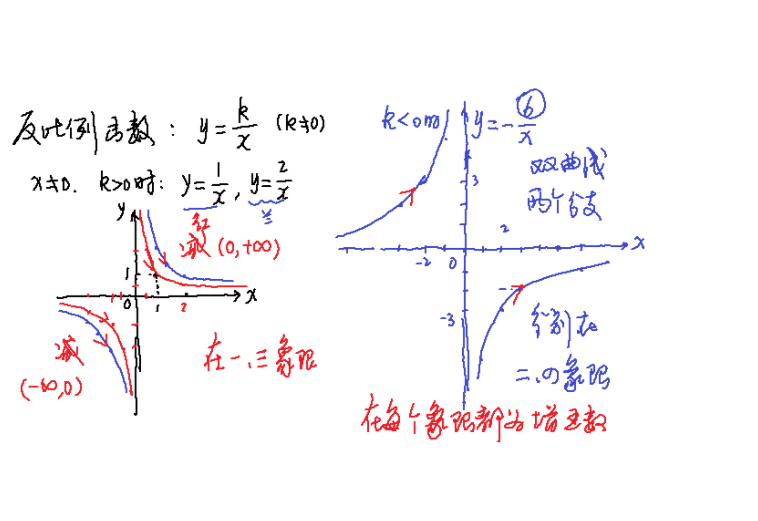 反比例函数: y=k/x (k≠0)
x≠0. k>0时: y=1/x, y=2/x
红
兰
y
减 (0,+∞)
1
0
1
2
x
减
(-∞,0)
在一、三象限
k<0时
y=-6/x
双曲线
两个分支
3
2
x
-2
0
-3
分别在
二、四象限
在每个象限都为增函数